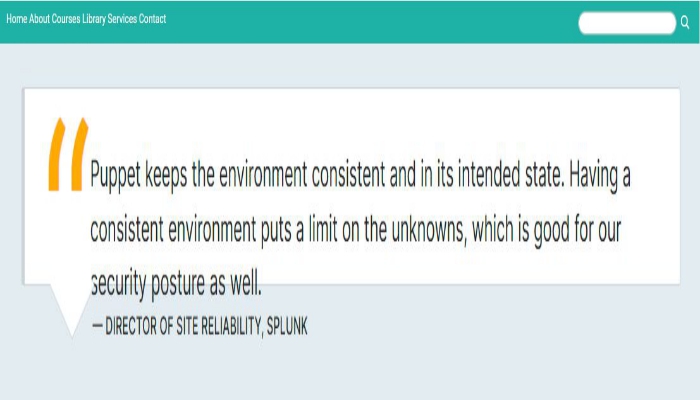 Home About Courses Library Services Contact
“
Puppet keeps the environment consistent and in its intended state. Having a
consistent environment puts a limit on the unknowns, which is good for our
security posture as well.
— DIRECTOR OF SITE RELIABILITY, SPLUNK